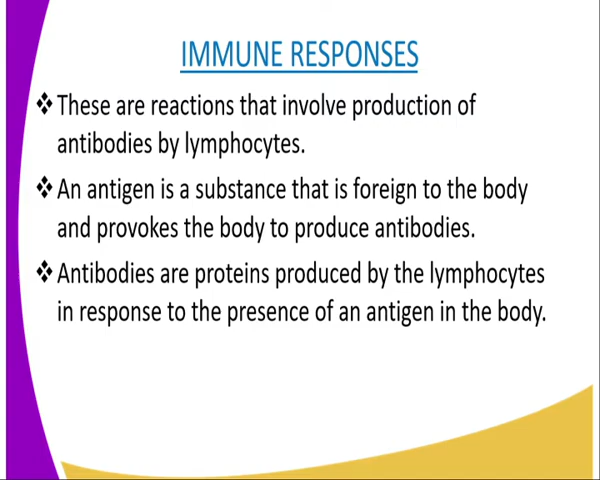 IMMUNE RESPONSES
❖ These are reactions that involve production of
antibodies by lymphocytes.
❖ An antigen is a substance that is foreign to the body
and provokes the body to produce antibodies.
❖ Antibodies are proteins produced by the lymphocytes
in response to the presence of an antigen in the body.